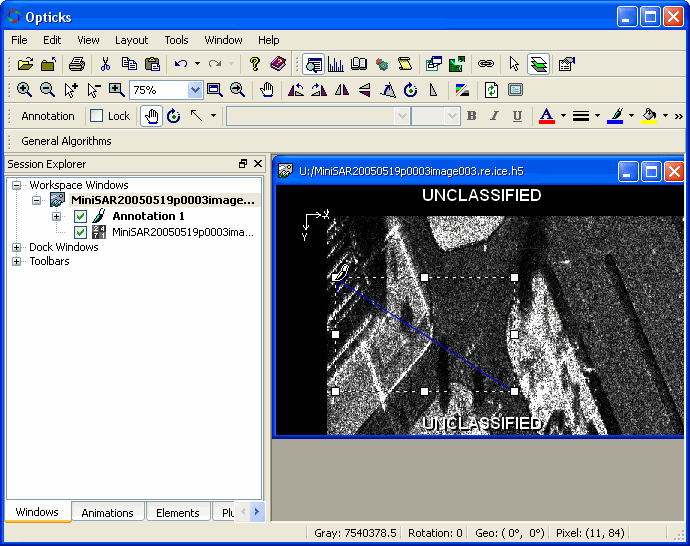 Opticks
File Edit View Layout Tools Window Help
75%
Annotation Lock B I U A
General Algorithms
Session Explorer
Workspace Windows
MiniSAR20050519p0003image...
Annotation 1
MiniSAR20050519p0003ima...
Dock Windows
Toolbars
U:/MiniSAR20050519p0003image003.re.ice.h5
UNCLASSIFIED
X
Y
UNCLASSIFIED
Windows Animations Elements Plu
Gray: 7540378.5 Rotation: 0 Geo: ( 0°, 0°) Pixel: (11, 84)